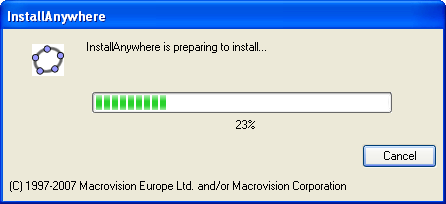 InstallAnywhere
InstallAnywhere is preparing to install...
23%
Cancel
(C) 1997-2007 Macrovision Europe Ltd. and/or Macrovision Corporation